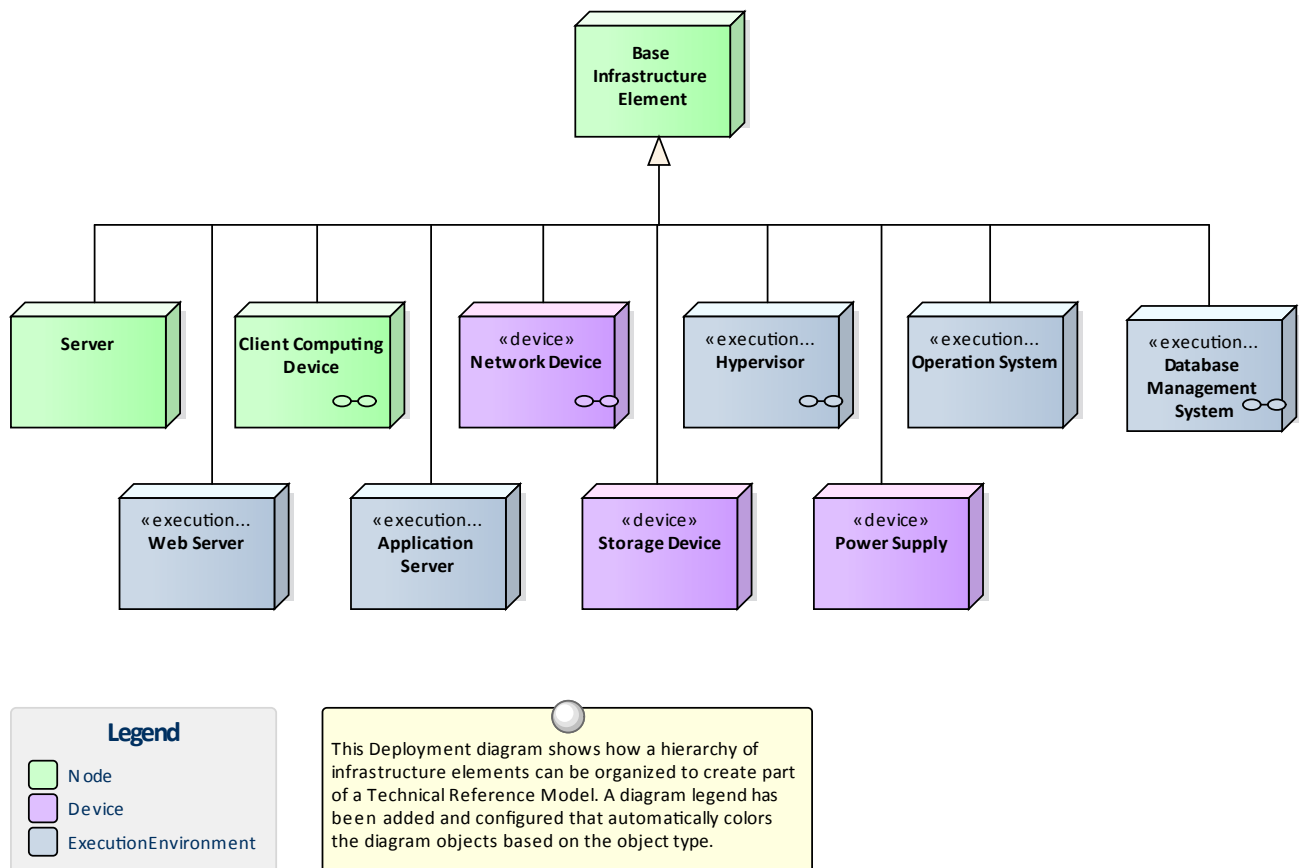 Base
Infrastructure
Element
Server
Client Computing
Device
«device»
Network Device
«execution...
Hypervisor
«execution...
Operation System
«execution...
Database
Management
System
«execution...
Web Server
«execution...
Application
Server
«device»
Storage Device
«device»
Power Supply
Legend
Node
Device
ExecutionEnvironment
This Deployment diagram shows how a hierarchy of
infrastructure elements can be organized to create part
of a Technical Reference Model. A diagram legend has
been added and configured that automatically colors
the diagram objects based on the object type.